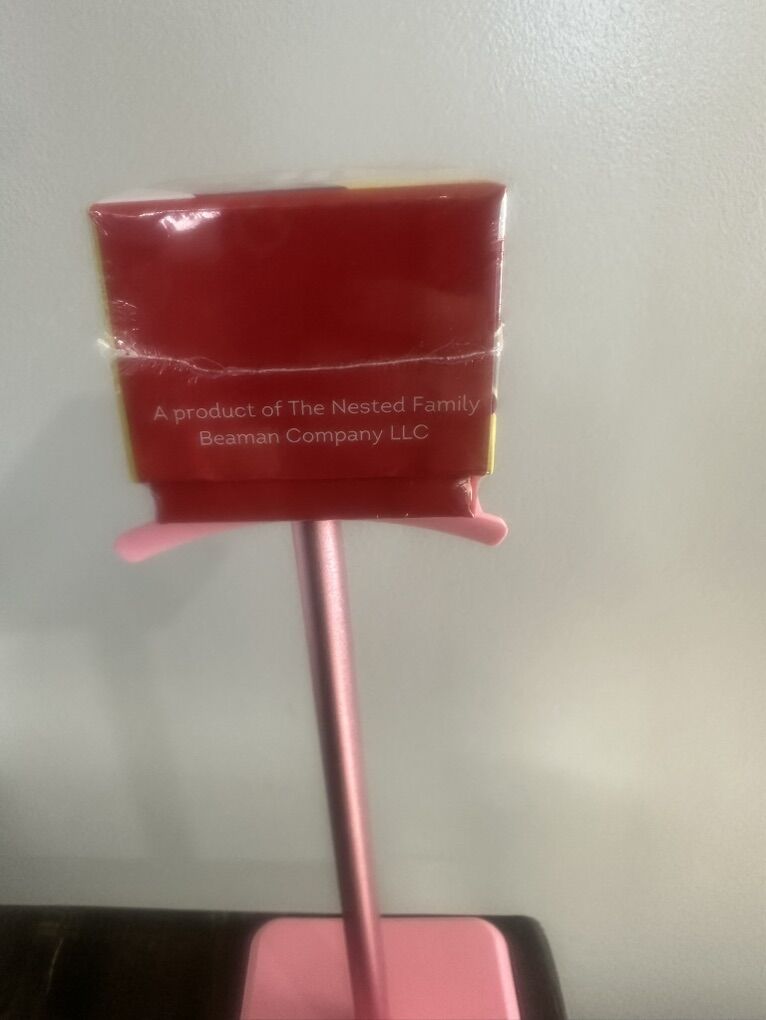 A product of The Nested Family
Beaman Company LLC